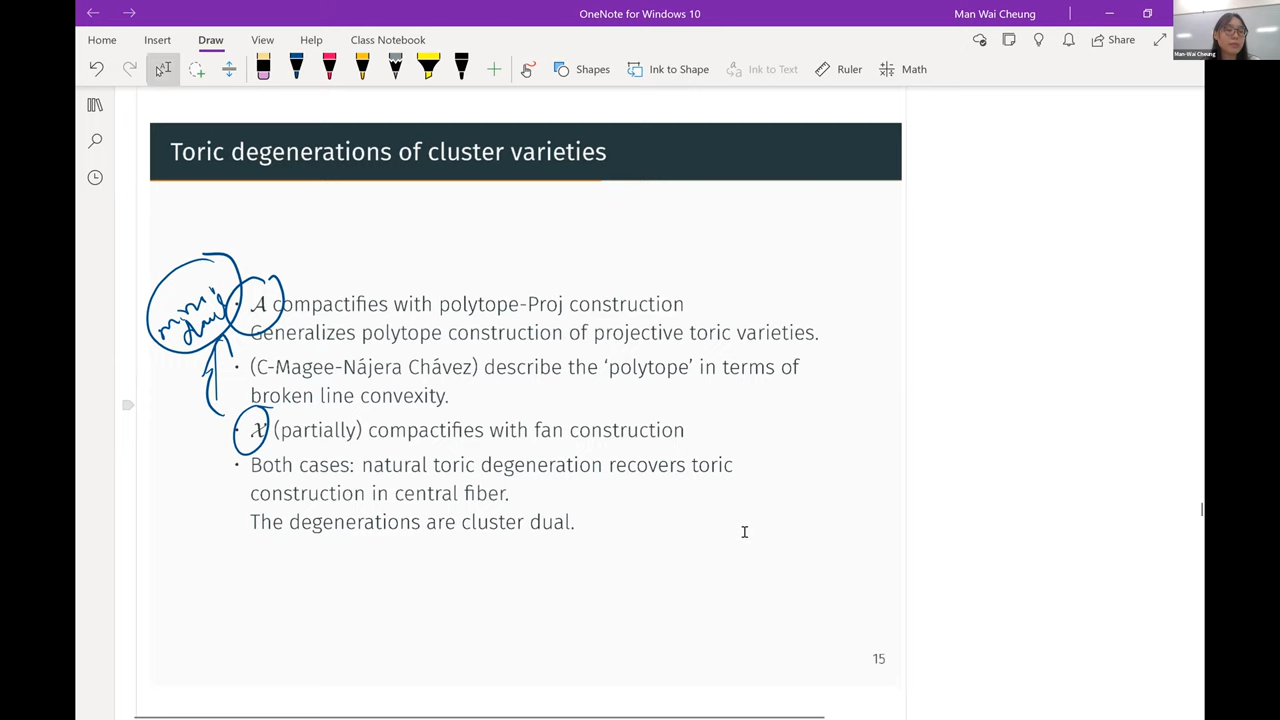 OneNote for Windows 10
Man Wai Cheung
Home Insert Draw View Help Class Notebook
Share
Shapes Ink to Shape Ink to Text Ruler Math
Man-Wai Cheung
Toric degenerations of cluster varieties
· 𝒜 compactifies with polytope-Proj construction
Generalizes polytope construction of projective toric varieties.
· (C-Magee-Nájera Chávez) describe the ‘polytope’ in terms of
broken line convexity.
· 𝒳 (partially) compactifies with fan construction
· Both cases: natural toric degeneration recovers toric
construction in central fiber.
The degenerations are cluster dual.
15